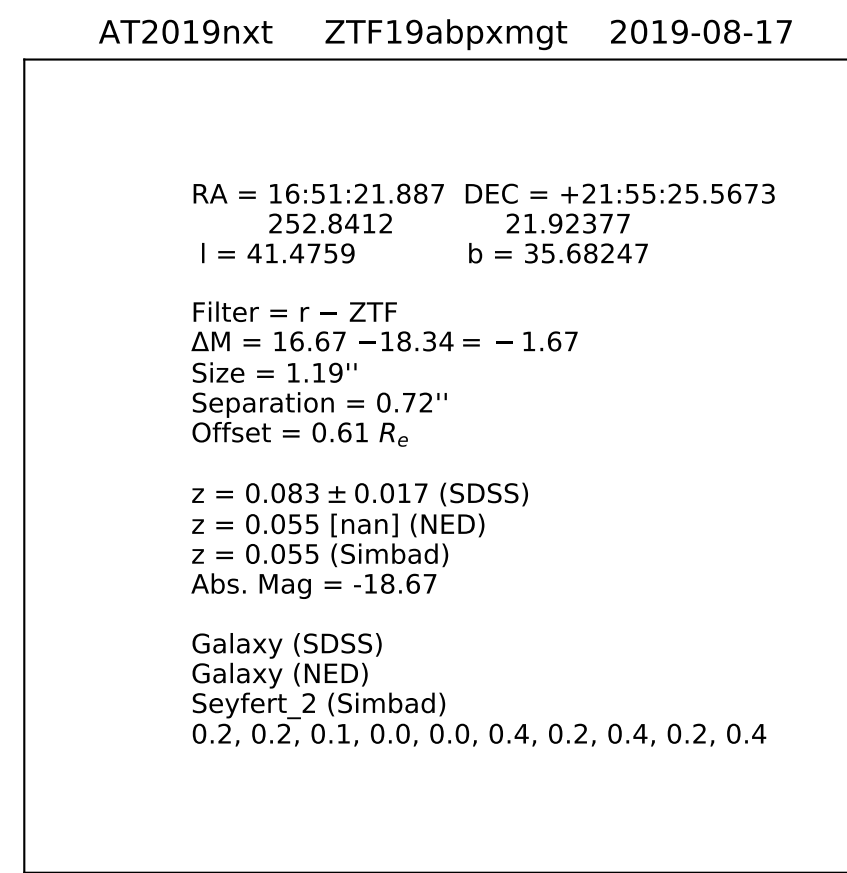 AT2019nxt ZTF19abpxmgt 2019-08-17
RA = 16:51:21.887 DEC = +21:55:25.5673
252.8412 21.92377
l = 41.4759 b = 35.68247
Filter = r − ZTF
ΔM = 16.67 −18.34 = − 1.67
Size = 1.19''
Separation = 0.72''
Offset = 0.61 Rₑ
z = 0.083 ± 0.017 (SDSS)
z = 0.055 [nan] (NED)
z = 0.055 (Simbad)
Abs. Mag = -18.67
Galaxy (SDSS)
Galaxy (NED)
Seyfert_2 (Simbad)
0.2, 0.2, 0.1, 0.0, 0.0, 0.4, 0.2, 0.4, 0.2, 0.4